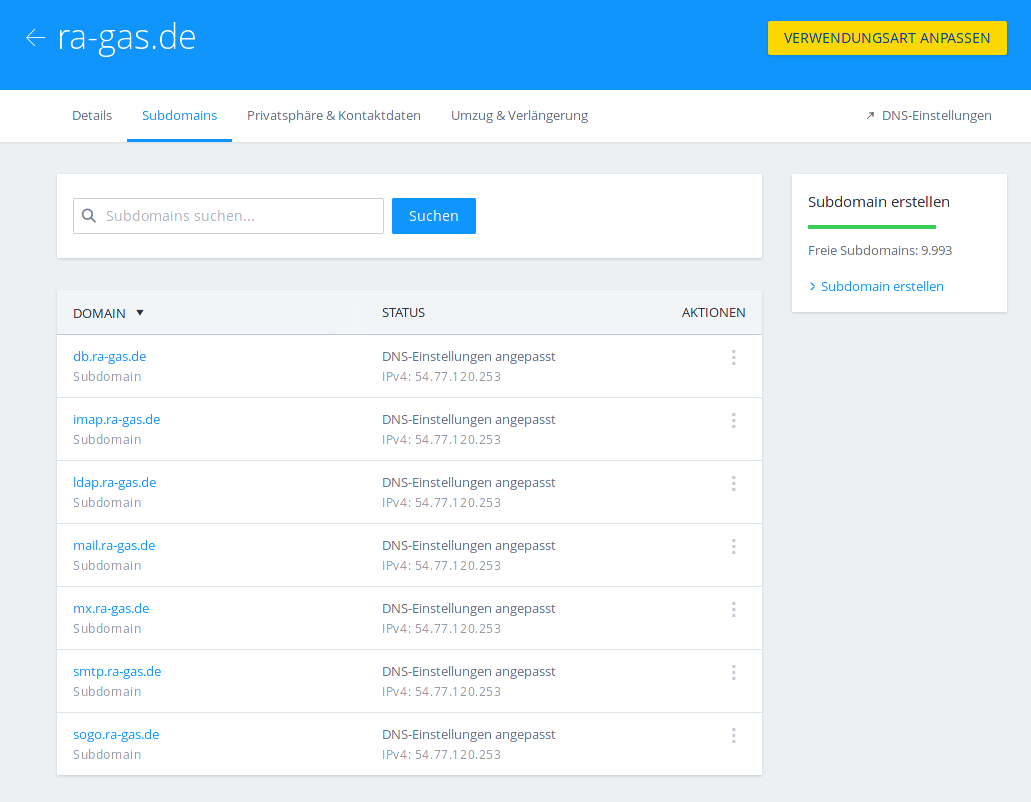 ra-gas.de
VERWENDUNGSART ANPASSEN
Details Subdomains Privatsphäre & Kontaktdaten Umzug & Verlängerung DNS-Einstellungen
Subdomains suchen... Suchen
Subdomain erstellen
Freie Subdomains: 9.993
Subdomain erstellen
DOMAIN STATUS AKTIONEN
db.ra-gas.de DNS-Einstellungen angepasst
Subdomain IPv4: 54.77.120.253
imap.ra-gas.de DNS-Einstellungen angepasst
Subdomain IPv4: 54.77.120.253
ldap.ra-gas.de DNS-Einstellungen angepasst
Subdomain IPv4: 54.77.120.253
mail.ra-gas.de DNS-Einstellungen angepasst
Subdomain IPv4: 54.77.120.253
mx.ra-gas.de DNS-Einstellungen angepasst
Subdomain IPv4: 54.77.120.253
smtp.ra-gas.de DNS-Einstellungen angepasst
Subdomain IPv4: 54.77.120.253
sogo.ra-gas.de DNS-Einstellungen angepasst
Subdomain IPv4: 54.77.120.253